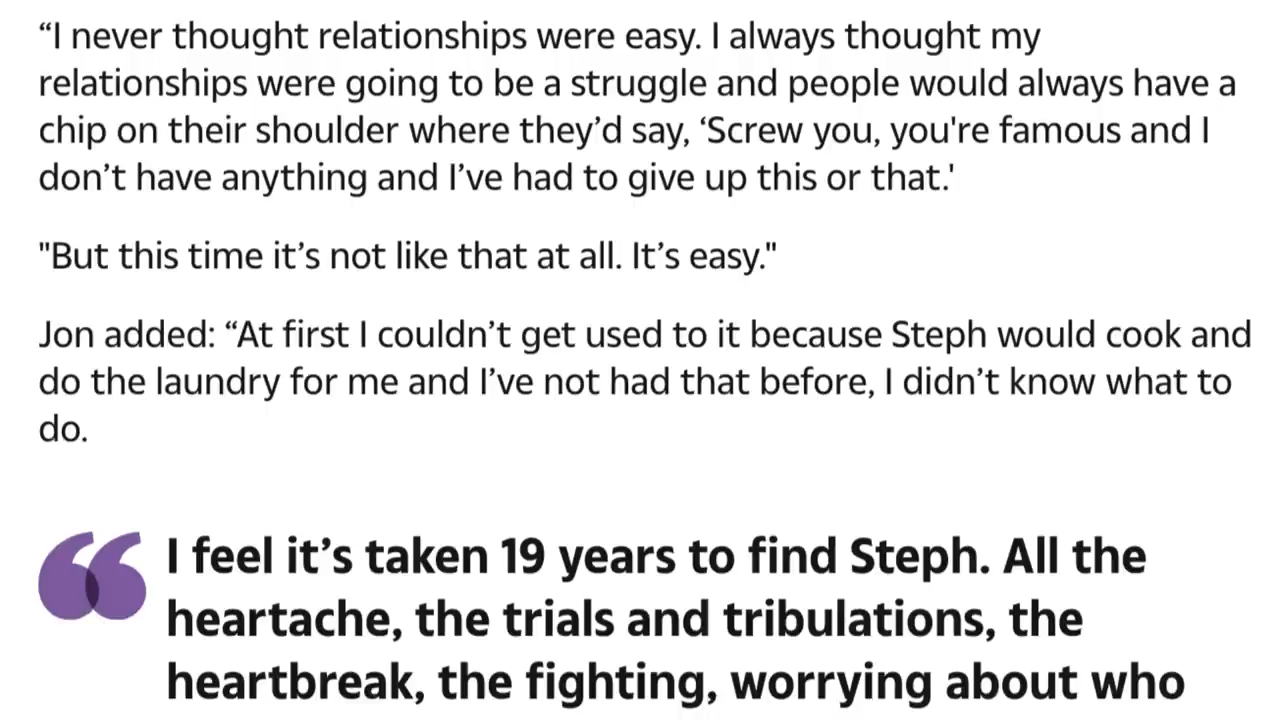 “I never thought relationships were easy. I always thought my
relationships were going to be a struggle and people would always have a
chip on their shoulder where they’d say, ‘Screw you, you're famous and I
don’t have anything and I’ve had to give up this or that.'
"But this time it’s not like that at all. It’s easy."
Jon added: “At first I couldn’t get used to it because Steph would cook and
do the laundry for me and I’ve not had that before, I didn’t know what to
do.
“I feel it’s taken 19 years to find Steph. All the
heartache, the trials and tribulations, the
heartbreak, the fighting, worrying about who